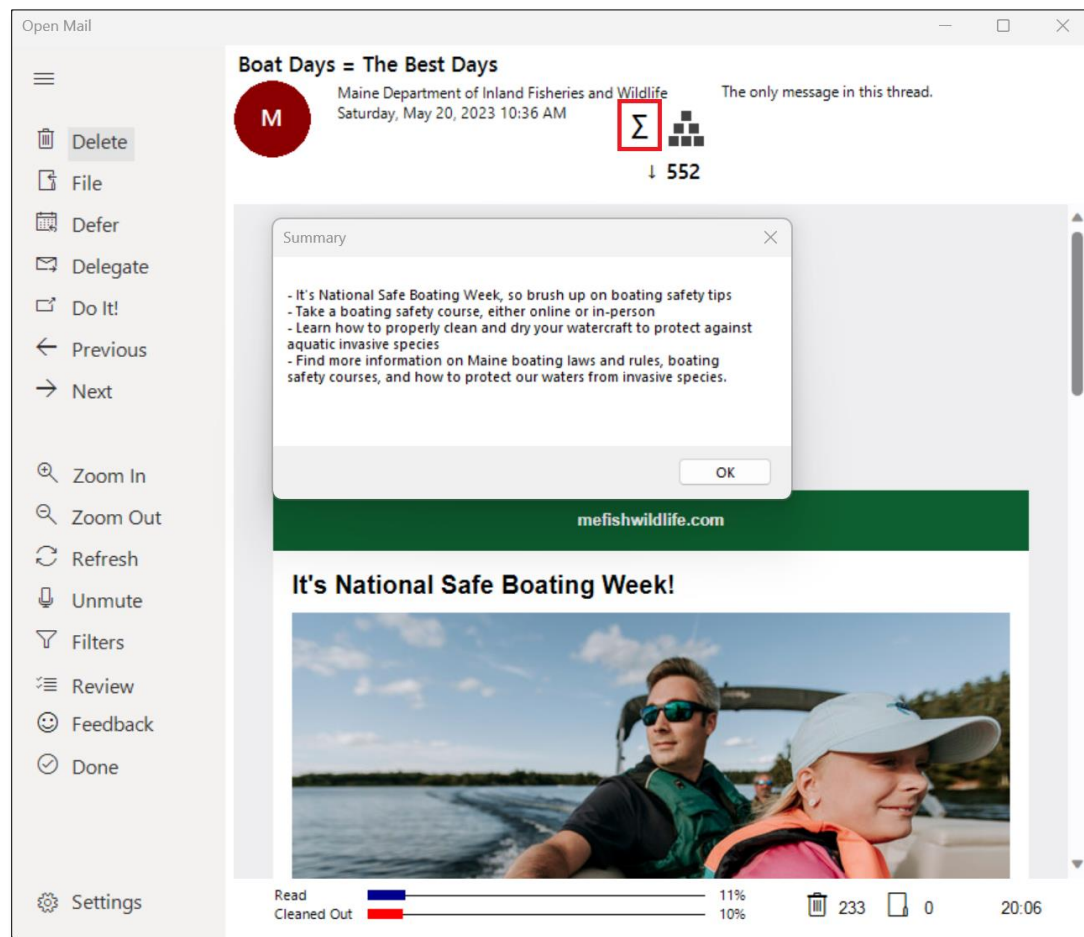 Open Mail
Boat Days = The Best Days
M
Maine Department of Inland Fisheries and Wildlife
Saturday, May 20, 2023 10:36 AM
The only message in this thread.
Σ
↓ 552
Delete
File
Defer
Delegate
Do It!
Previous
Next
Zoom In
Zoom Out
Refresh
Unmute
Filters
Review
Feedback
Done
Settings
Summary
- It's National Safe Boating Week, so brush up on boating safety tips
- Take a boating safety course, either online or in-person
- Learn how to properly clean and dry your watercraft to protect against
aquatic invasive species
- Find more information on Maine boating laws and rules, boating
safety courses, and how to protect our waters from invasive species.
OK
mefishwildlife.com
It's National Safe Boating Week!
Read 11%
Cleaned Out 10%
233
0
20:06